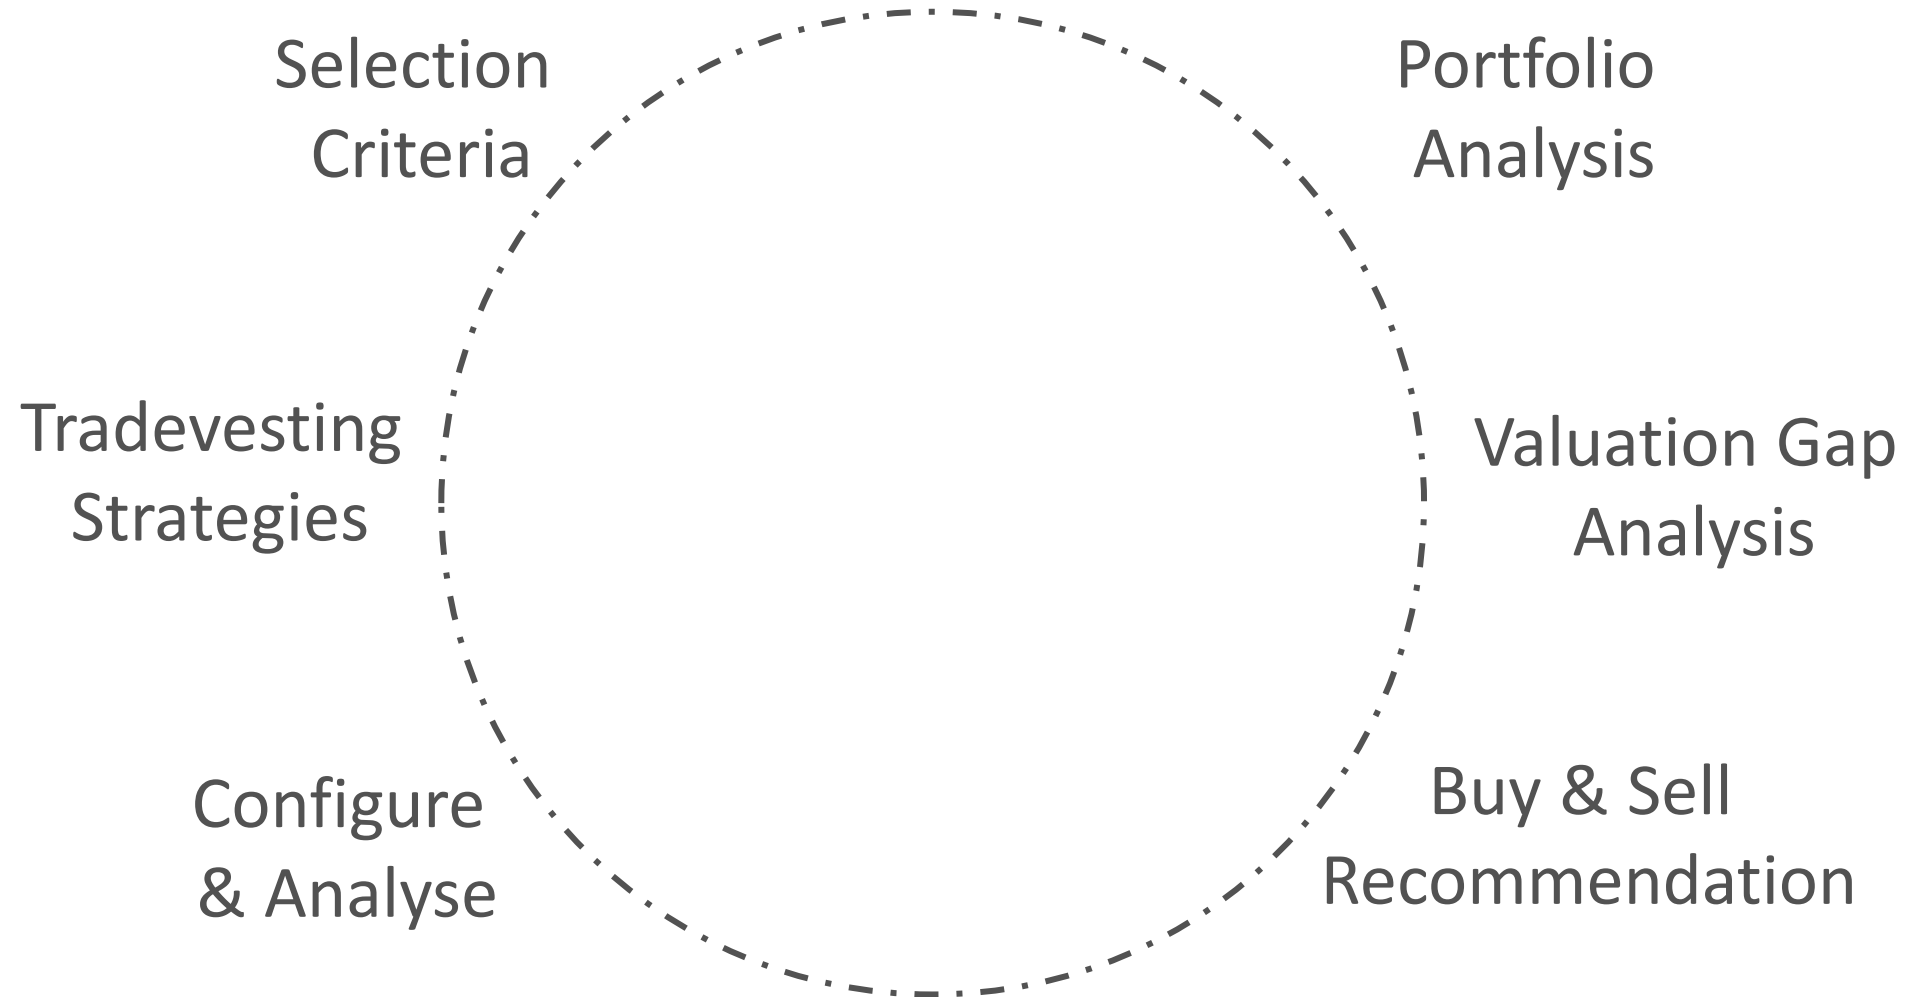 Selection
Criteria
Portfolio
Analysis
Tradevesting
Strategies
Valuation Gap
Analysis
Configure
& Analyse
Buy & Sell
Recommendation